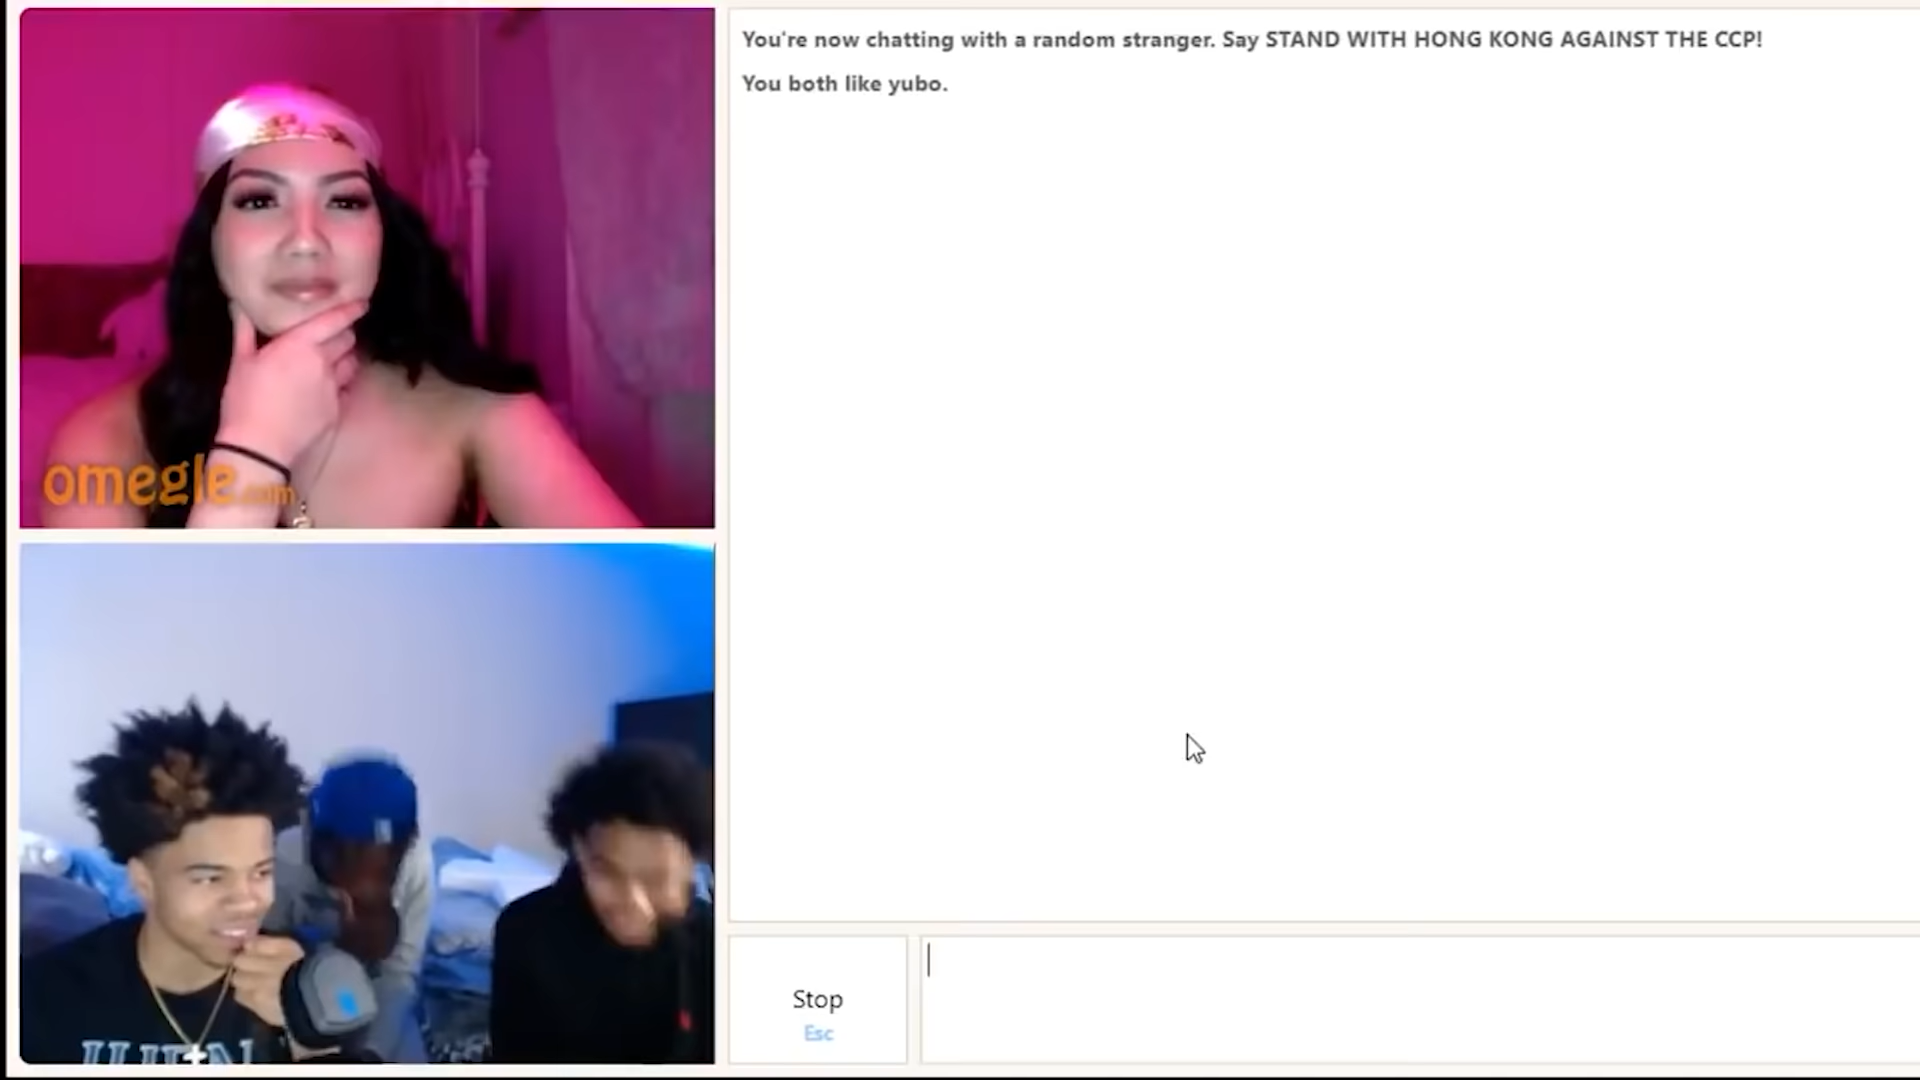 You're now chatting with a random stranger. Say STAND WITH HONG KONG AGAINST THE CCP!
You both like yubo.
omegle.com
Stop
Esc